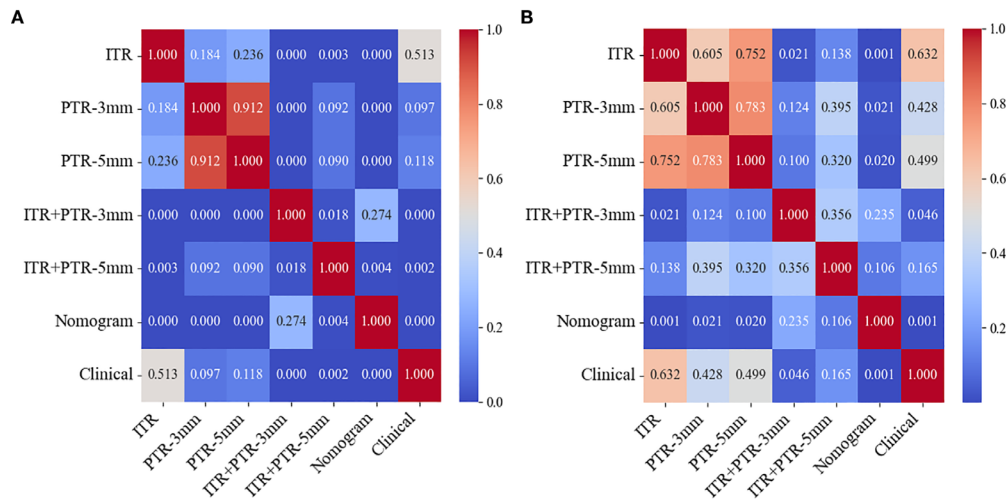 A
ITR 1.000 0.184 0.236 0.000 0.003 0.000 0.513
PTR-3mm 0.184 1.000 0.912 0.000 0.092 0.000 0.097
PTR-5mm 0.236 0.912 1.000 0.000 0.090 0.000 0.118
ITR+PTR-3mm 0.000 0.000 0.000 1.000 0.018 0.274 0.000
ITR+PTR-5mm 0.003 0.092 0.090 0.018 1.000 0.004 0.002
Nomogram 0.000 0.000 0.000 0.274 0.004 1.000 0.000
Clinical 0.513 0.097 0.118 0.000 0.002 0.000 1.000
ITR PTR-3mm PTR-5mm ITR+PTR-3mm ITR+PTR-5mm Nomogram Clinical
1.0
0.8
0.6
0.4
0.2
0.0
B
ITR 1.000 0.605 0.752 0.021 0.138 0.001 0.632
PTR-3mm 0.605 1.000 0.783 0.124 0.395 0.021 0.428
PTR-5mm 0.752 0.783 1.000 0.100 0.320 0.020 0.499
ITR+PTR-3mm 0.021 0.124 0.100 1.000 0.356 0.235 0.046
ITR+PTR-5mm 0.138 0.395 0.320 0.356 1.000 0.106 0.165
Nomogram 0.001 0.021 0.020 0.235 0.106 1.000 0.001
Clinical 0.632 0.428 0.499 0.046 0.165 0.001 1.000
ITR PTR-3mm PTR-5mm ITR+PTR-3mm ITR+PTR-5mm Nomogram Clinical
1.0
0.8
0.6
0.4
0.2